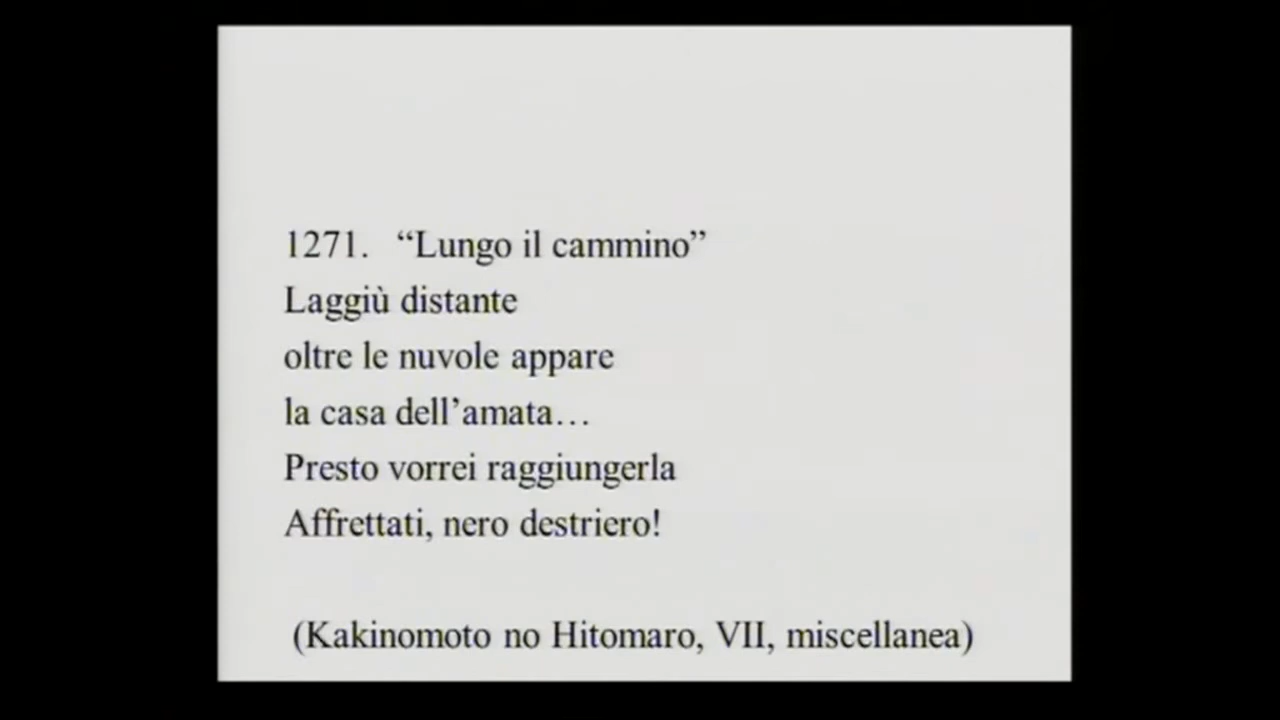 1271. “Lungo il cammino”
Laggiù distante
oltre le nuvole appare
la casa dell’amata…
Presto vorrei raggiungerla
Affrettati, nero destriero!
(Kakinomoto no Hitomaro, VII, miscellanea)